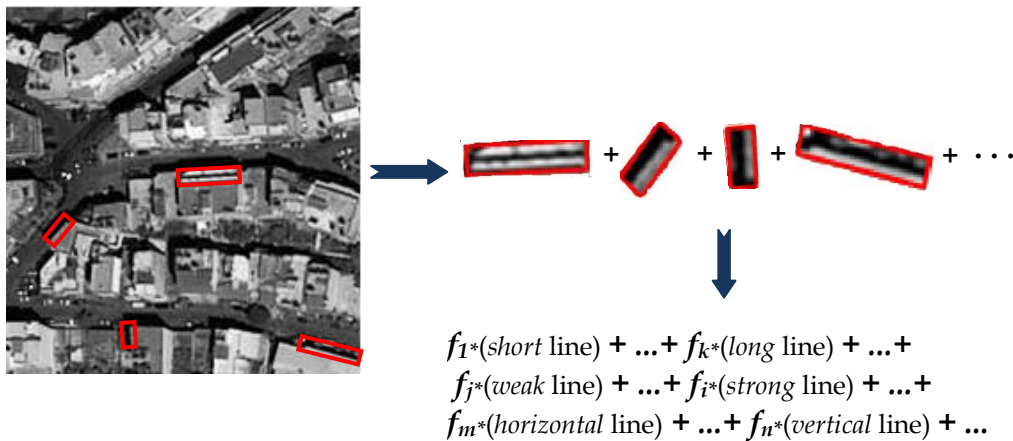 + + + + · · ·
f1*(short line) + ...+ fk*(long line) + ...+
fj*(weak line) + ...+ fi*(strong line) + ...+
fm*(horizontal line) + ...+ fn*(vertical line) + ...